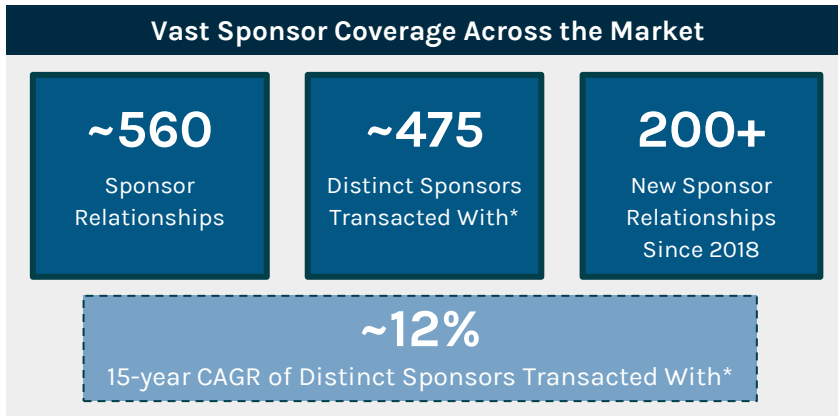 Vast Sponsor Coverage Across the Market
~560
Sponsor
Relationships
~475
Distinct Sponsors
Transacted With*
200+
New Sponsor
Relationships
Since 2018
~12%
15-year CAGR of Distinct Sponsors Transacted With*